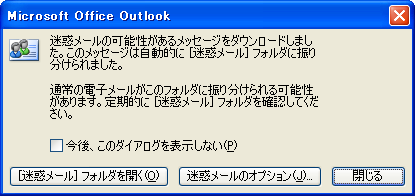 Microsoft Office Outlook
迷惑メールの可能性があるメッセージをダウンロードしまし
た。このメッセージは自動的に [迷惑メール] フォルダに振り
分けられました。
通常の電子メールがこのフォルダに振り分けられる可能性
があります。定期的に [迷惑メール] フォルダを確認してくだ
さい。
今後、このダイアログを表示しない(P)
[迷惑メール] フォルダを開く(O)
迷惑メールのオプション(J)...
閉じる